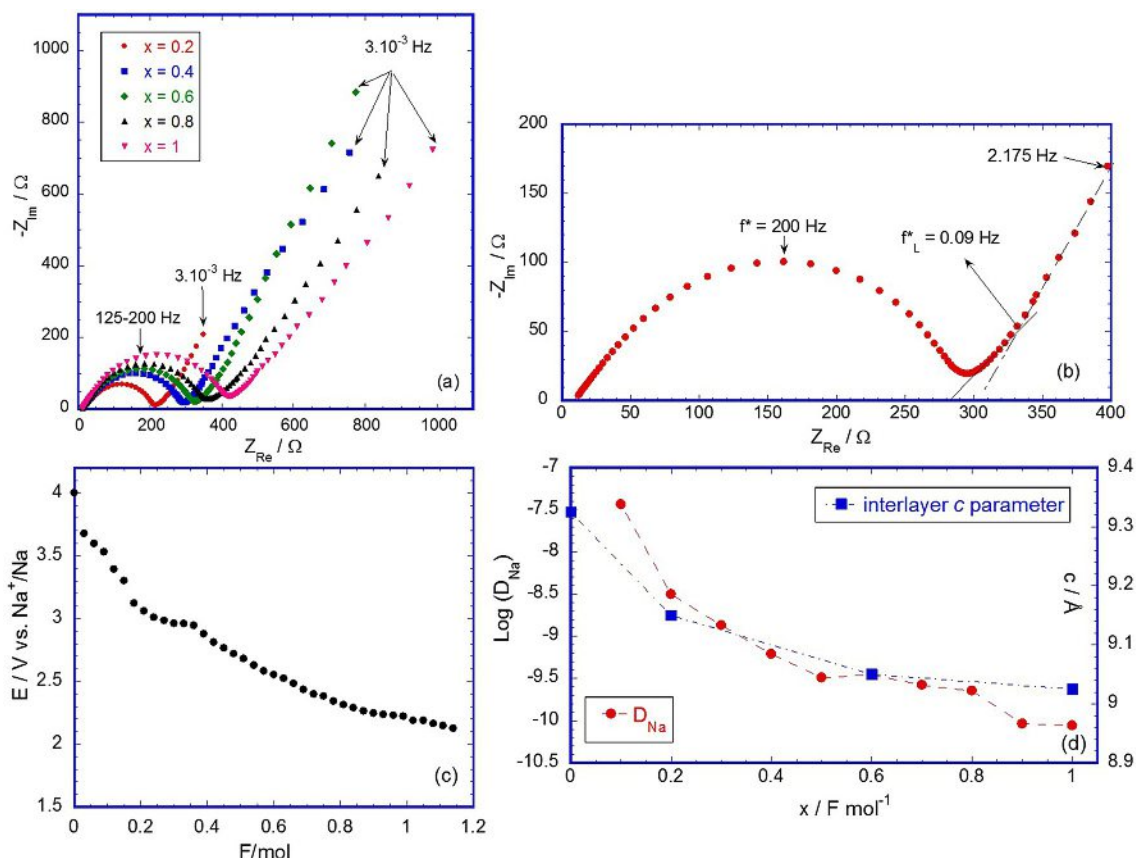 1000
800
600
400
200
0
-Z_Im / Ω
x = 0.2
x = 0.4
x = 0.6
x = 0.8
x = 1
3.10⁻³ Hz
3.10⁻³ Hz
125-200 Hz
(a)
0 200 400 600 800 1000
Z_Re / Ω
200
150
100
50
0
-Z_Im / Ω
2.175 Hz
f* = 200 Hz
f*_L = 0.09 Hz
(b)
0 50 100 150 200 250 300 350 400
Z_Re / Ω
4
3.5
3
2.5
2
1.5
E / V vs. Na⁺/Na
(c)
0 0.2 0.4 0.6 0.8 1 1.2
F/mol
-7
-7.5
-8
-8.5
-9
-9.5
-10
-10.5
Log (D_Na)
interlayer c parameter
D_Na
9.4
9.3
9.2
9.1
9
8.9
c / Å
(d)
0 0.2 0.4 0.6 0.8 1
x / F mol⁻¹